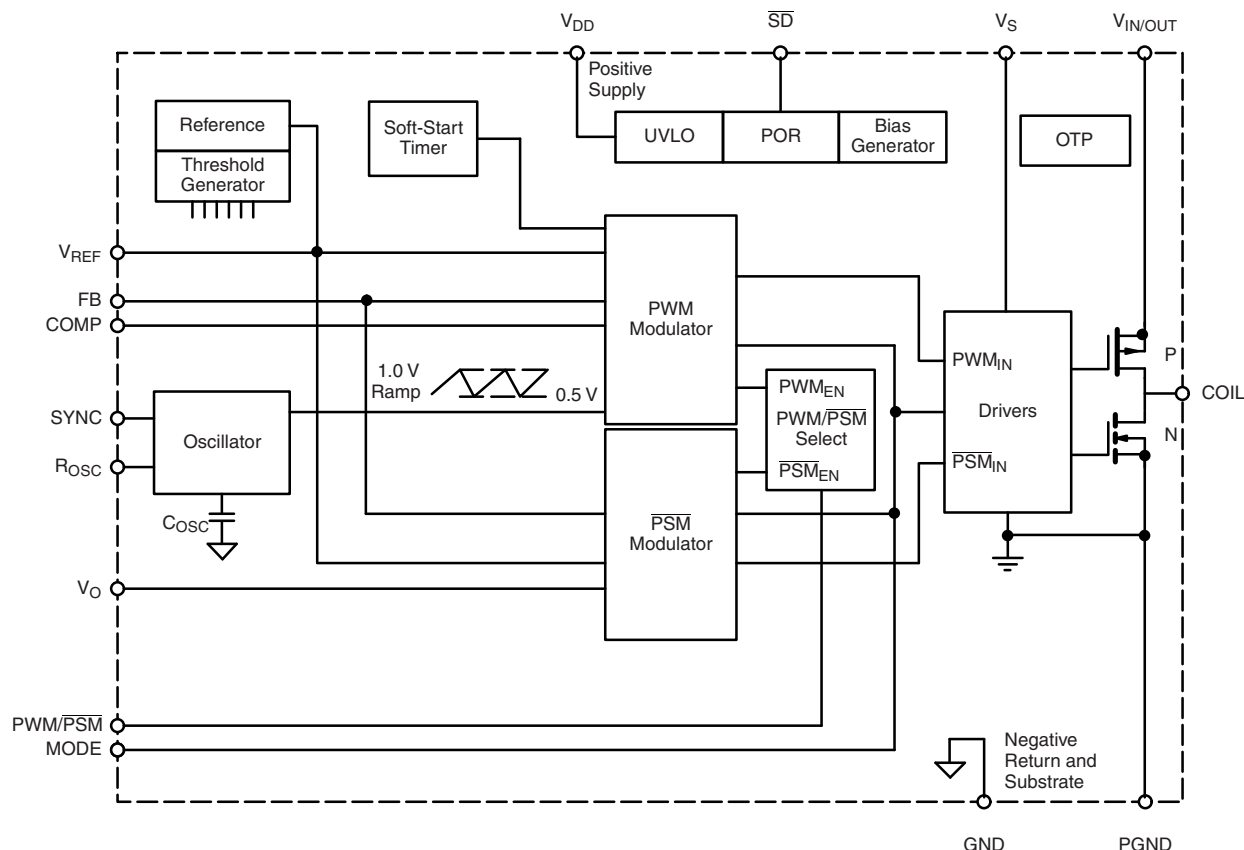 VDD
SD
VS
VIN/OUT
Positive
Supply
Reference
Threshold
Generator
Soft-Start
Timer
UVLO
POR
Bias
Generator
OTP
VREF
FB
COMP
PWM
Modulator
1.0 V
Ramp
0.5 V
PWMEN
PWM/PSM
Select
PSMEN
PWMIN
Drivers
PSMIN
P
N
COIL
SYNC
ROSC
Oscillator
COSC
PSM
Modulator
VO
PWM/PSM
MODE
Negative
Return and
Substrate
GND
PGND